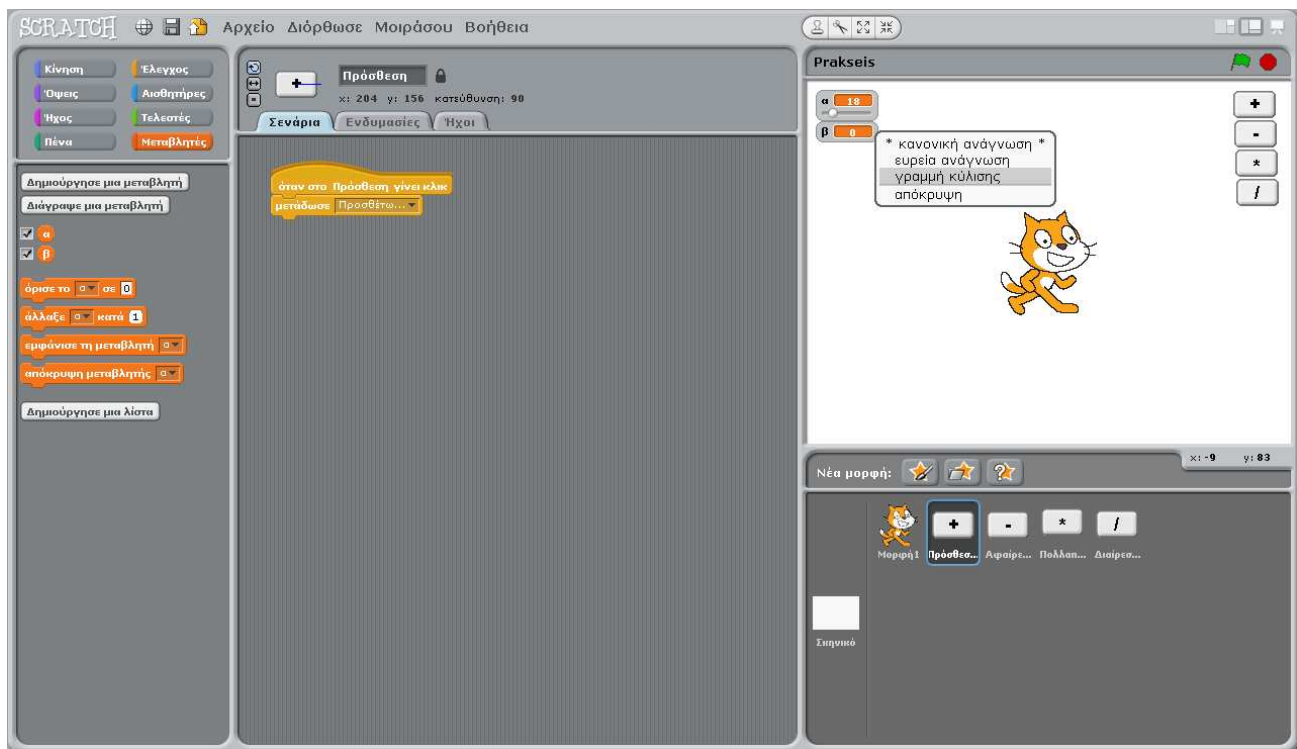 SCRATCH Αρχείο Διόρθωσε Μοιράσου Βοήθεια
Κίνηση Έλεγχος
Όψεις Αισθητήρες
Ήχος Τελεστές
Πένα Μεταβλητές
Δημιούργησε μια μεταβλητή
Διάγραψε μια μεταβλητή
α
β
όρισε το α σε 0
άλλαξε α κατά 1
εμφάνισε τη μεταβλητή α
απόκρυψη μεταβλητής α
Δημιούργησε μια λίστα
+ Πρόσθεση
x: 204 y: 156 κατεύθυνση: 90
Σενάρια Ενδυμασίες Ήχοι
όταν στο Πρόσθεση γίνει κλικ
μετάδωσε Προσθέτω...
Prakseis
α 18
β 0
* κανονική ανάγνωση *
ευρεία ανάγνωση
γραμμή κύλισης
απόκρυψη
+
-
*
/
x: -9 y: 83
Νέα μορφή:
+ - * /
Μορφή1 Πρόσθεσ... Αφαίρε... Πολλαπ... Διαίρεσ...
Σκηνικό